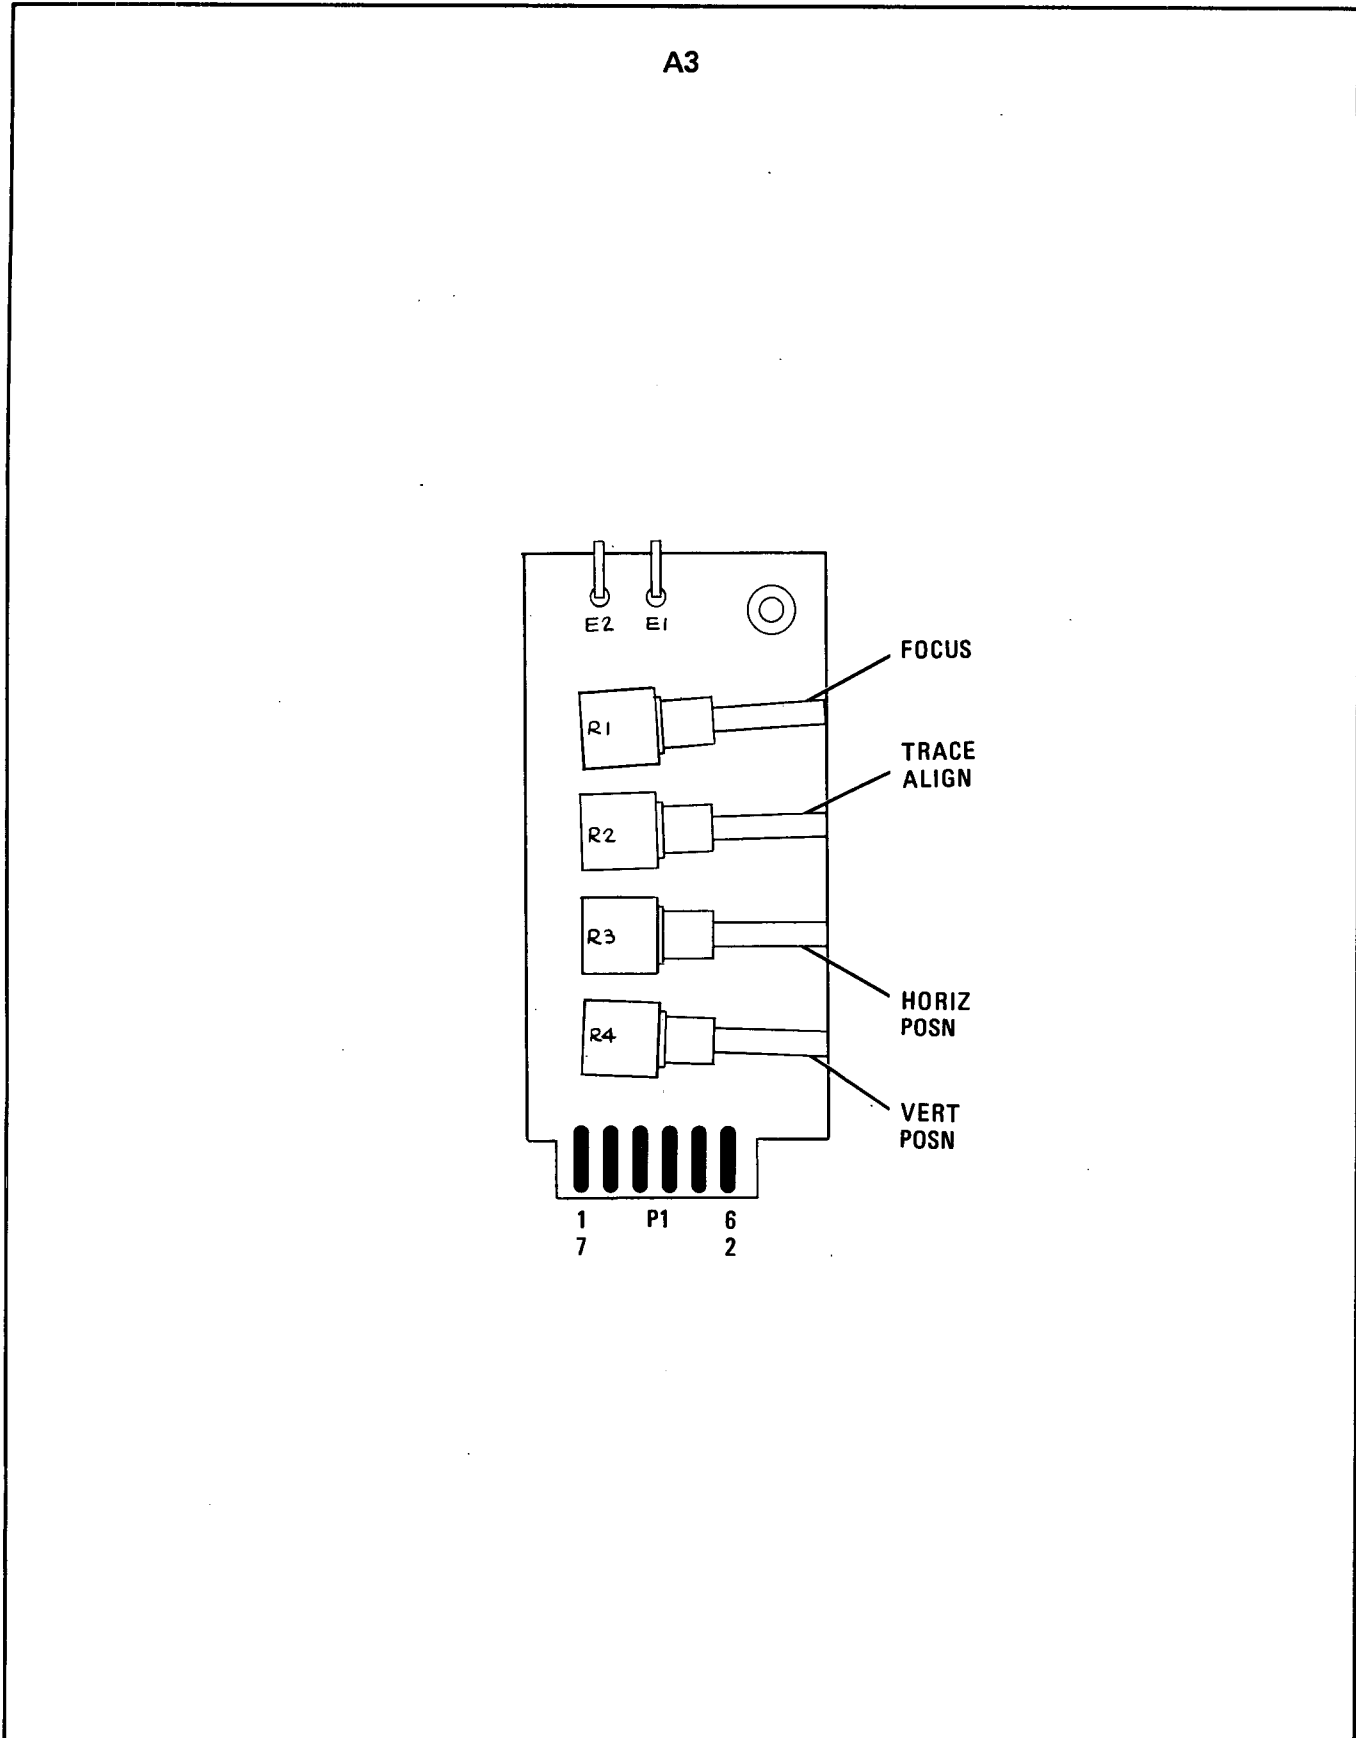 A3
E2 E1
FOCUS
R1
TRACE
ALIGN
R2
R3
HORIZ
POSN
R4
VERT
POSN
1 P1 6
7 2